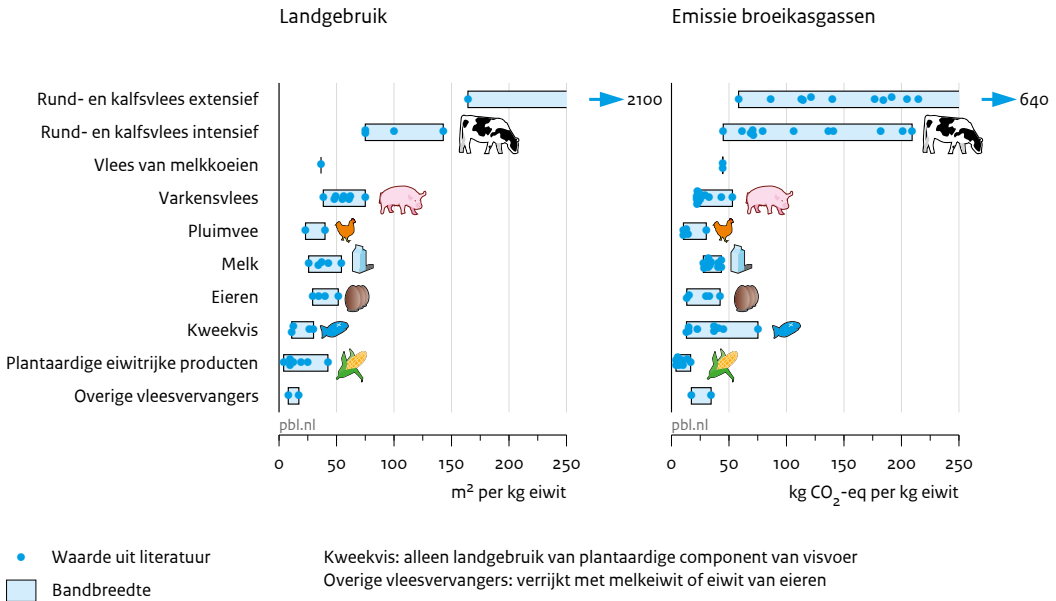 Landgebruik
Emissie broeikasgassen
Rund- en kalfsvlees extensief
2100
640
Rund- en kalfsvlees intensief
Vlees van melkkoeien
Varkensvlees
Pluimvee
Melk
Eieren
Kweekvis
Plantaardige eiwitrijke producten
Overige vleesvervangers
pbl.nl
pbl.nl
0 50 100 150 200 250
0 50 100 150 200 250
m² per kg eiwit
kg CO₂-eq per kg eiwit
Waarde uit literatuur
Bandbreedte
Kweekvis: alleen landgebruik van plantaardige component van visvoer
Overige vleesvervangers: verrijkt met melkeiwit of eiwit van eieren